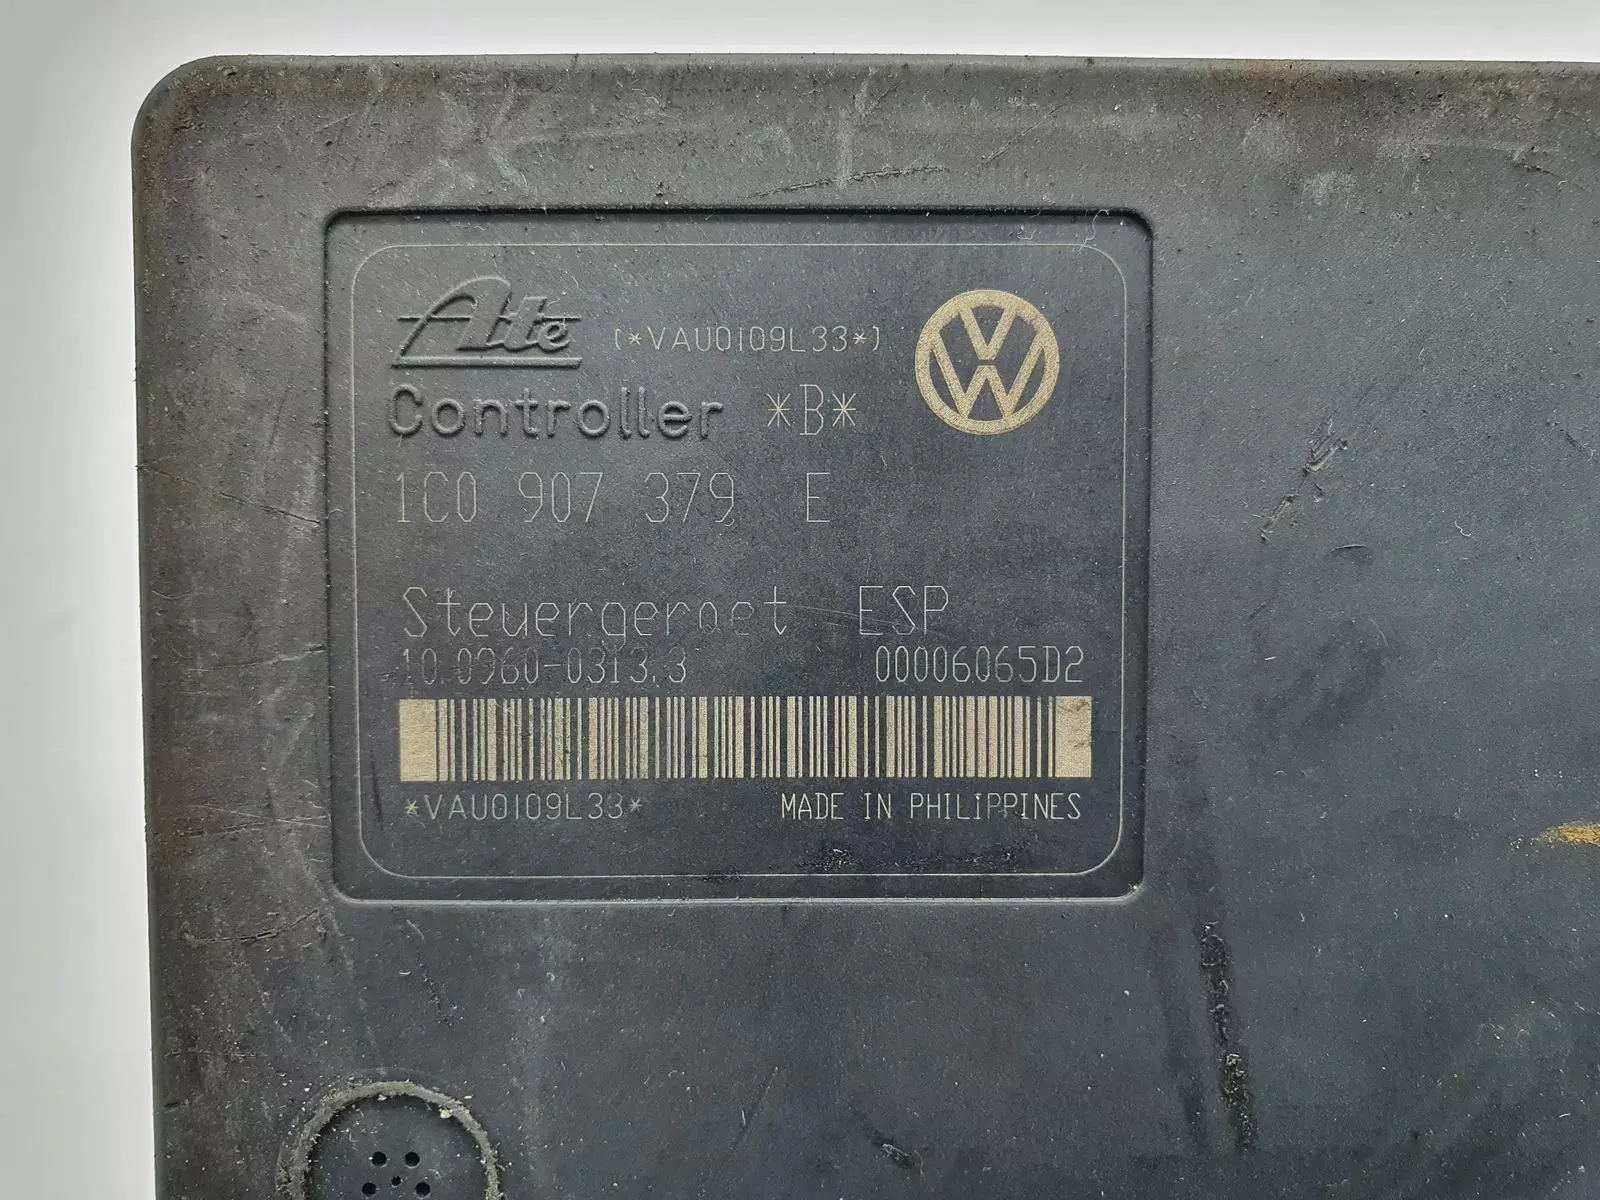 Ate [*VAU0109L33*]
Controller *B*
1C0 907 379 E
Steuergeraet ESP
10.0960-0313.3 00006065D2
*VAU0109L33* MADE IN PHILIPPINES